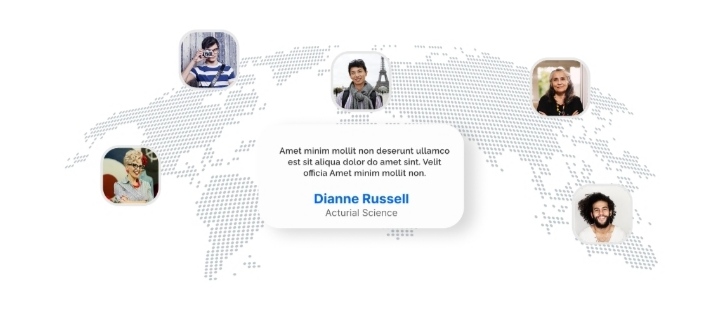 Amet minim mollit non deserunt ullamco
est sit aliqua dolor do amet sint. Velit
officia Amet minim mollit non.
Dianne Russell
Acturial Science